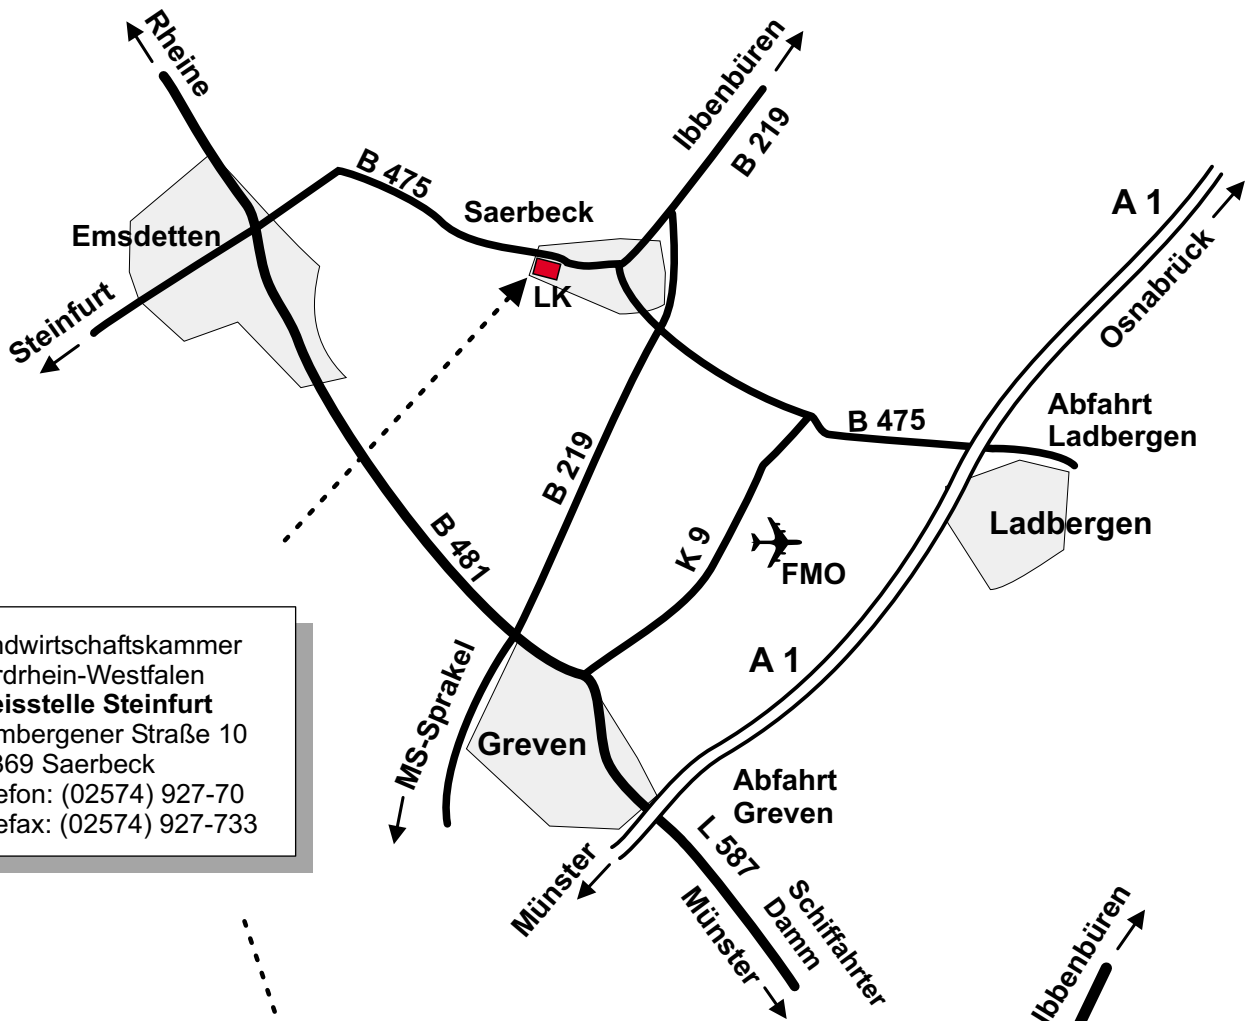 Rheine
Ibbenbüren
B 219
B 475
Saerbeck
A 1
Osnabrück
Emsdetten
Steinfurt
LK
Abfahrt
Ladbergen
B 475
B 219
B 481
K 9
FMO
Ladbergen
ndwirtschaftskammer
rdrhein-Westfalen
eisstelle Steinfurt
mbergener Straße 10
369 Saerbeck
efon: (02574) 927-70
efax: (02574) 927-733
MS-Sprakel
A 1
Greven
Abfahrt
Greven
L 587
Münster
Münster
Schiffahrter
Damm
Ibbenbüren